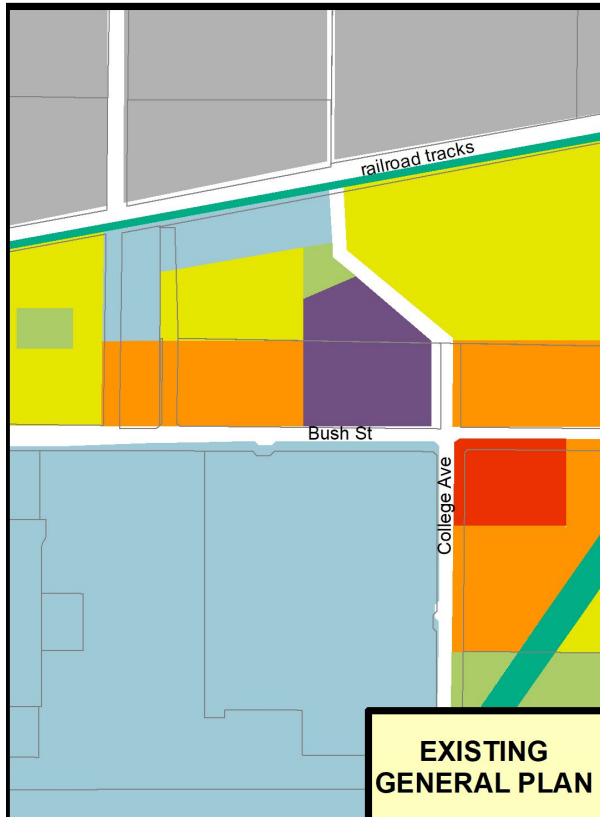 railroad tracks
Bush St
College Ave
EXISTING
GENERAL PLAN